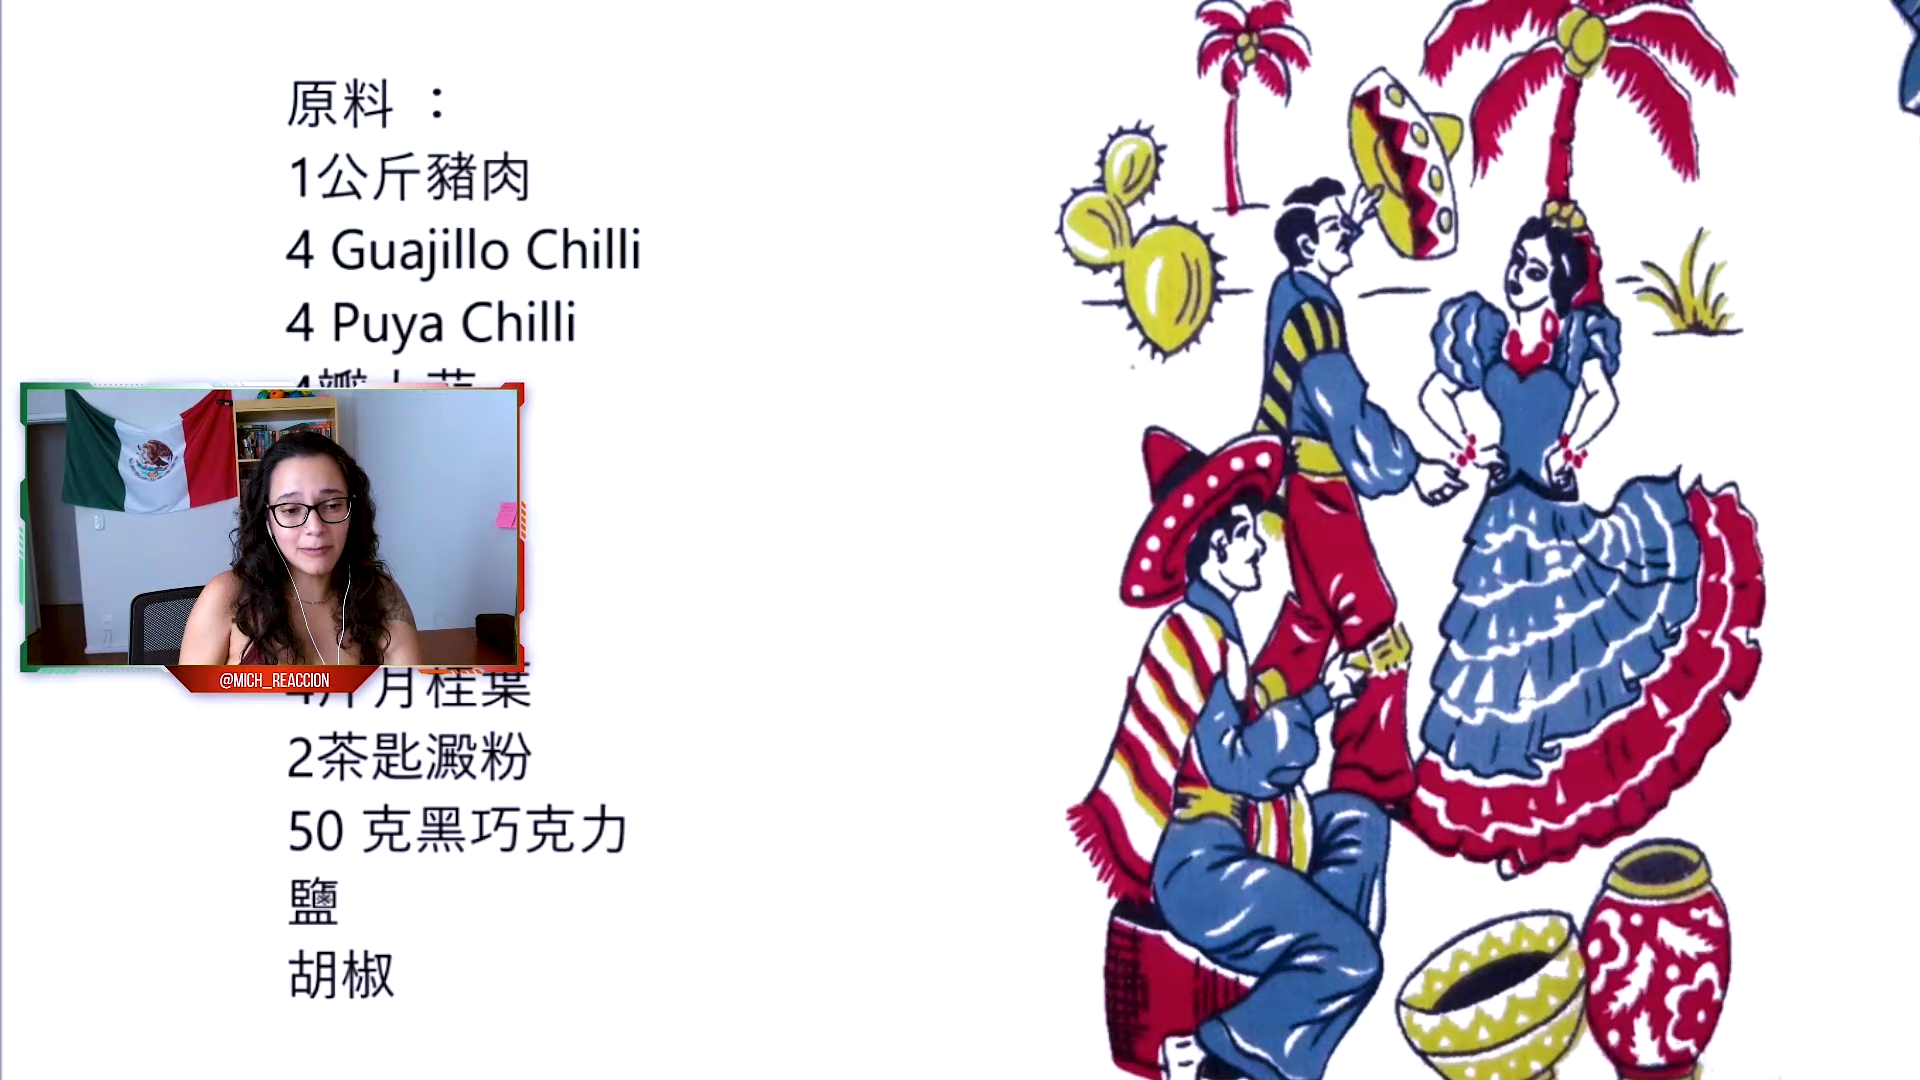 原料 ：
1公斤豬肉
4 Guajillo Chilli
4 Puya Chilli
@MICH_REACCION
月桂葉
2茶匙澱粉
50 克黑巧克力
鹽
胡椒